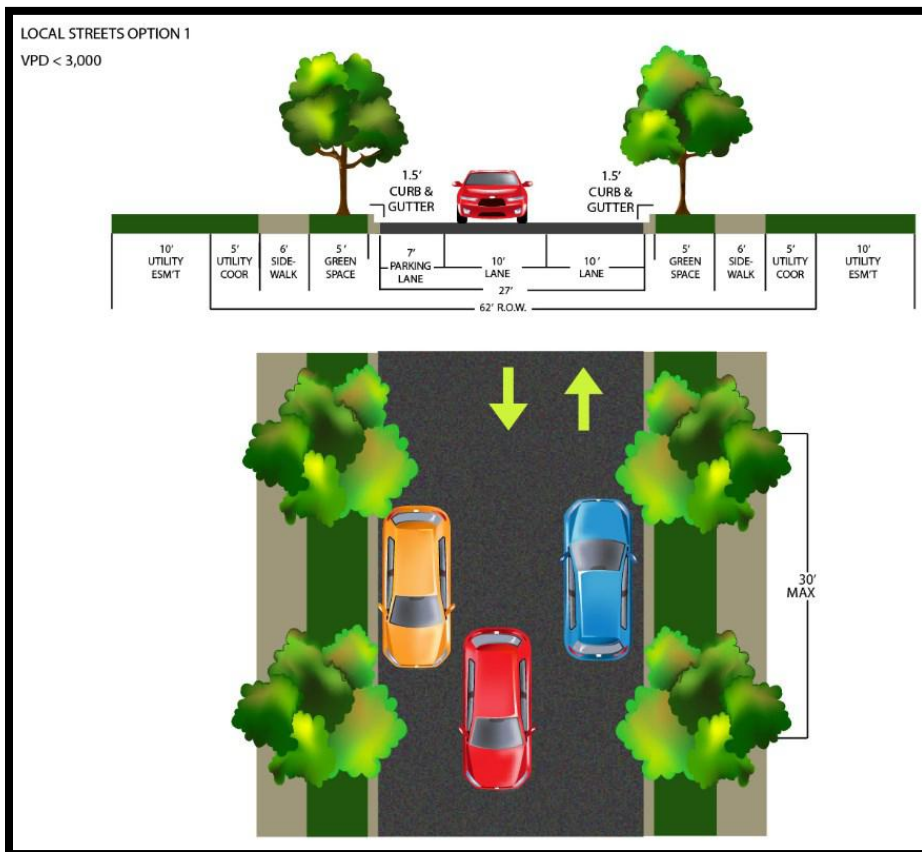 LOCAL STREETS OPTION 1
VPD < 3,000
1.5'
CURB &
GUTTER
1.5'
CURB &
GUTTER
10'
UTILITY
ESM'T
5'
UTILITY
COOR
6'
SIDE-
WALK
5'
GREEN
SPACE
7'
PARKING
LANE
10'
LANE
10'
LANE
5'
GREEN
SPACE
6'
SIDE-
WALK
5'
UTILITY
COOR
10'
UTILITY
ESM'T
27'
62' R.O.W.
30'
MAX